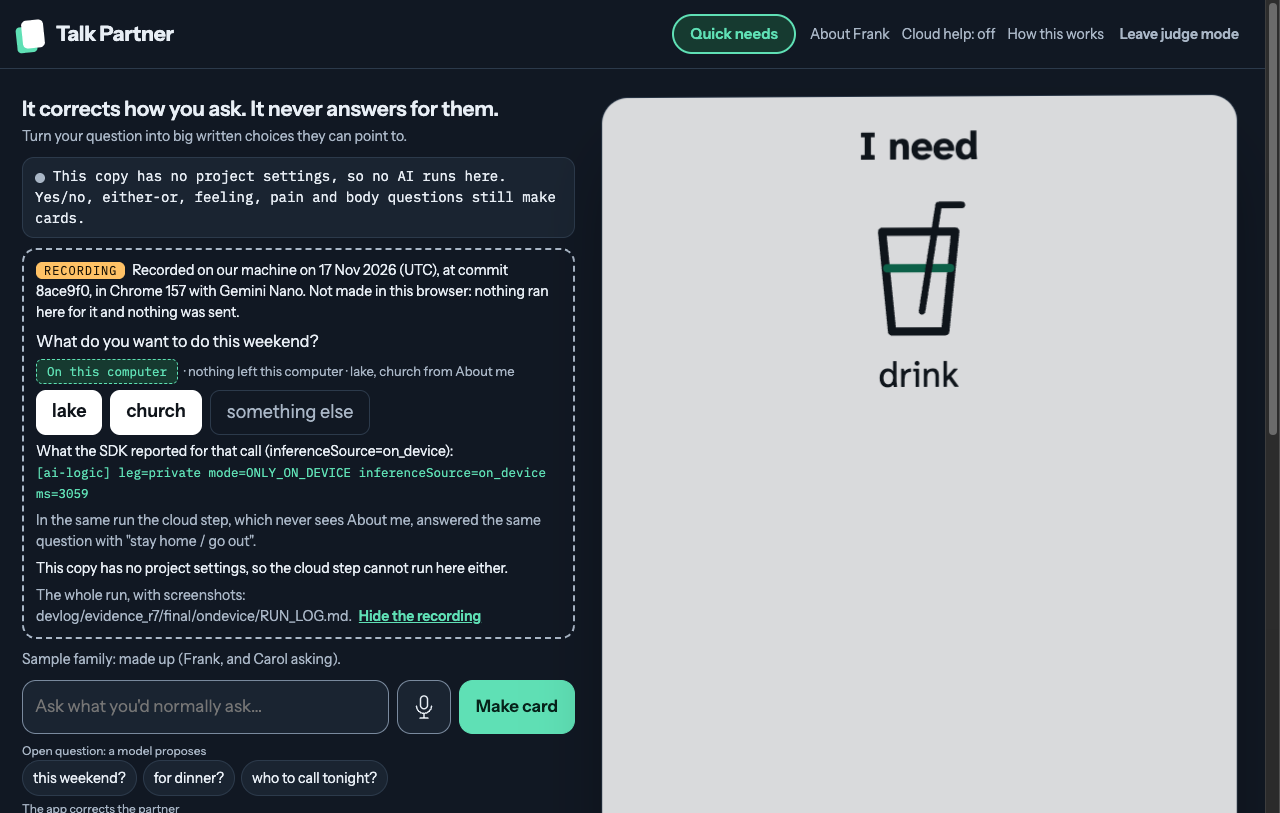 Talk Partner
Quick needs
About Frank
Cloud help: off
How this works
Leave judge mode
It corrects how you ask. It never answers for them.
Turn your question into big written choices they can point to.
This copy has no project settings, so no AI runs here.
Yes/no, either-or, feeling, pain and body questions still make
cards.
RECORDING Recorded on our machine on 17 Nov 2026 (UTC), at commit
8ace9f0, in Chrome 157 with Gemini Nano. Not made in this browser: nothing ran
here for it and nothing was sent.
What do you want to do this weekend?
On this computer · nothing left this computer · lake, church from About me
lake
church
something else
What the SDK reported for that call (inferenceSource=on_device):
[ai-logic] leg=private mode=ONLY_ON_DEVICE inferenceSource=on_device
ms=3059
In the same run the cloud step, which never sees About me, answered the same
question with "stay home / go out".
This copy has no project settings, so the cloud step cannot run here either.
The whole run, with screenshots:
devlog/evidence_r7/final/ondevice/RUN_LOG.md. Hide the recording
Sample family: made up (Frank, and Carol asking).
Ask what you'd normally ask...
Make card
Open question: a model proposes
this weekend?
for dinner?
who to call tonight?
The app corrects the partner
I need
drink